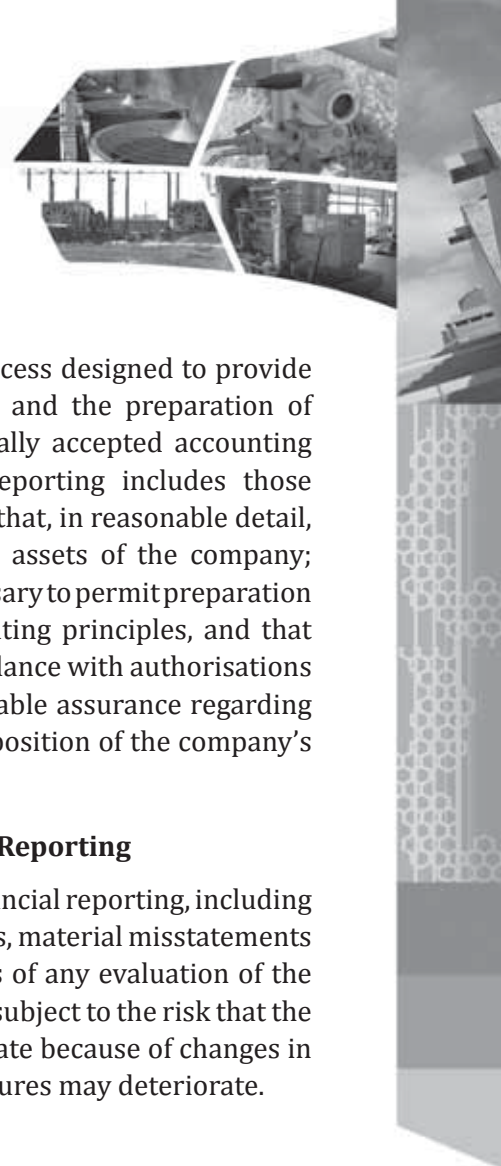 cess designed to provide
and the preparation of
ally accepted accounting
eporting includes those
that, in reasonable detail,
assets of the company;
sary to permit preparation
ting principles, and that
dance with authorisations
able assurance regarding
position of the company's
Reporting
ncial reporting, including
s, material misstatements
s of any evaluation of the
subject to the risk that the
ate because of changes in
ures may deteriorate.